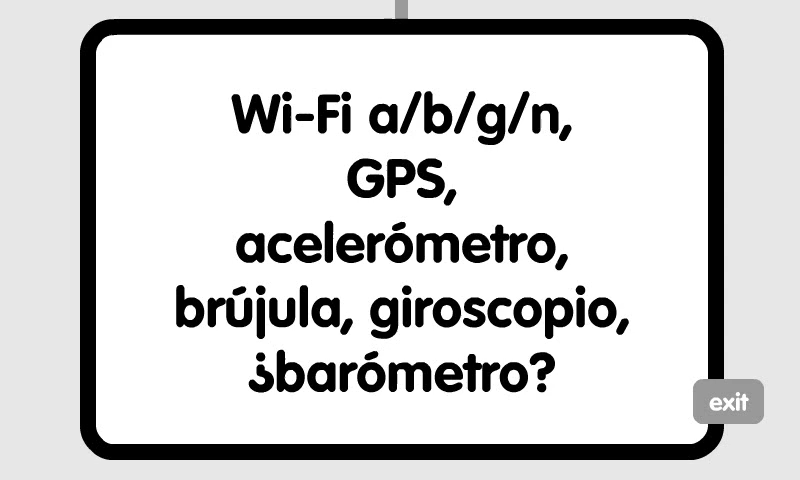 Wi-Fi a/b/g/n,
GPS,
acelerómetro,
brújula, giroscopio,
¿barómetro?
exit